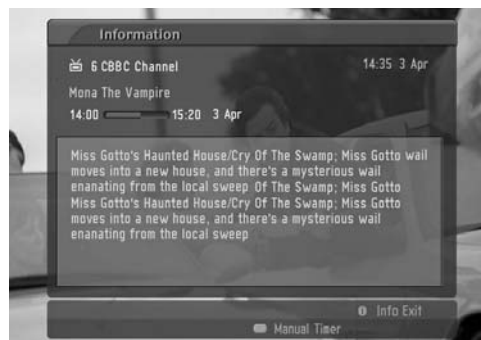 Information
6 CBBC Channel 14:35 3 Apr
Mona The Vampire
14:00 15:20 3 Apr
Miss Gotto's Haunted House/Cry Of The Swamp; Miss Gotto wail
moves into a new house, and there's a mysterious wail
enanating from the local sweep Of The Swamp; Miss Gotto
Miss Gotto's Haunted House/Cry Of The Swamp; Miss Gotto
moves into a new house, and there's a mysterious wail
enanating from the local sweep
i Info Exit
Manual Timer